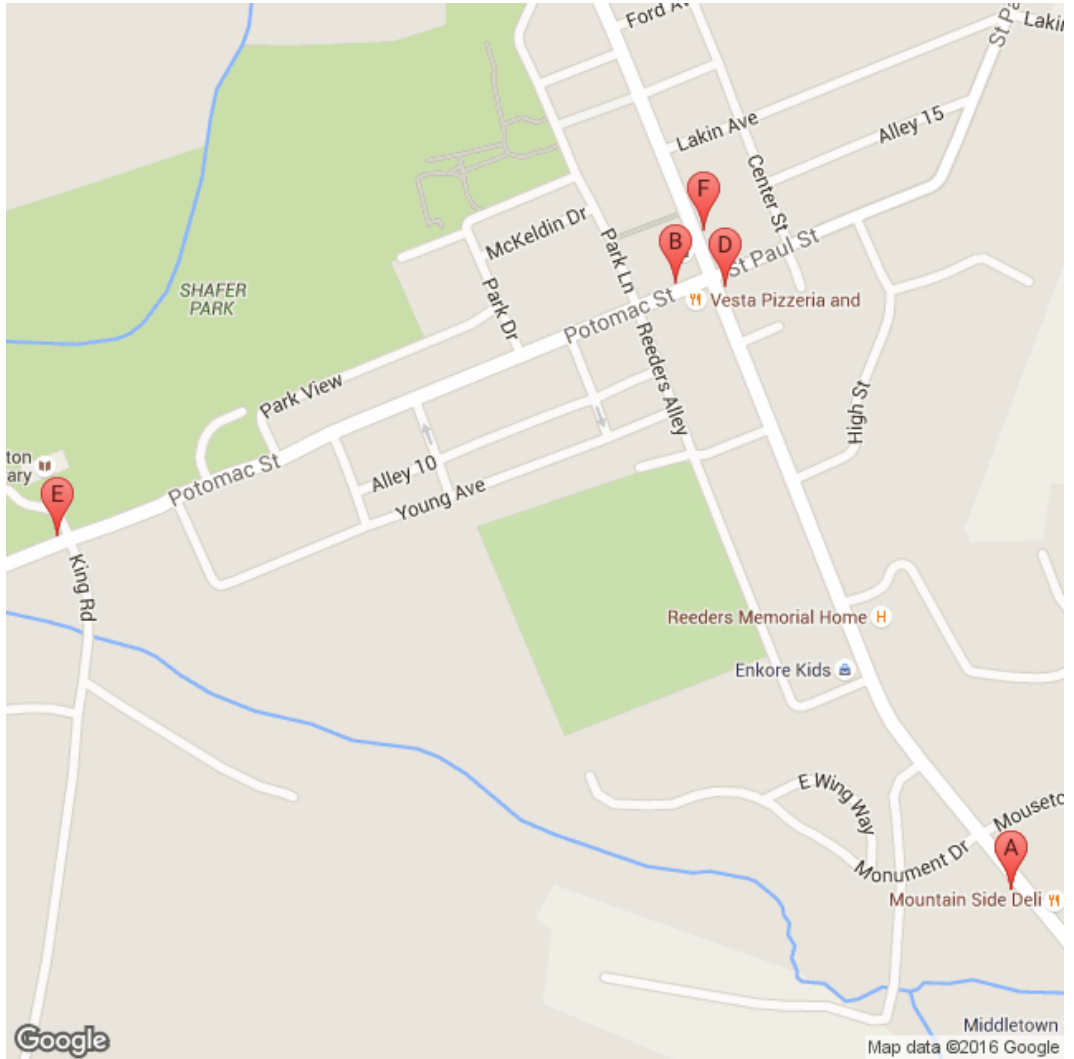 Ford Av
St Pa
Lakin
Lakin Ave
Alley 15
Center St
F
McKeldin Dr
Park Ln
B
D
St Paul St
SHAFER
PARK
Park Dr
Potomac St
Vesta Pizzeria and
Reeders Alley
Park View
High St
ton
ary
Potomac St
Alley 10
Young Ave
E
King Rd
Reeders Memorial Home
H
Enkore Kids
E Wing Way
Mouseto
A
Monument Dr
Mountain Side Deli
Google
Middletown
Map data ©2016 Google